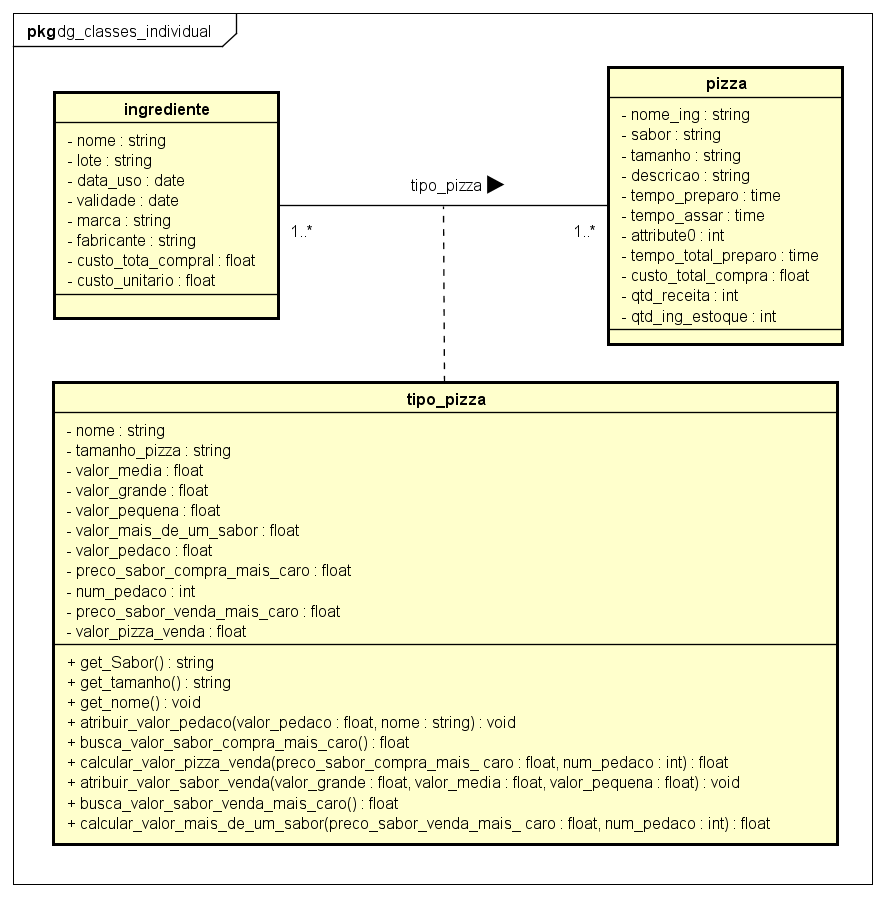 pkg dg_classes_individual
ingrediente
- nome : string
- lote : string
- data_uso : date
- validade : date
- marca : string
- fabricante : string
- custo_tota_compral : float
- custo_unitario : float
tipo_pizza
1..*
1..*
pizza
- nome_ing : string
- sabor : string
- tamanho : string
- descricao : string
- tempo_preparo : time
- tempo_assar : time
- attribute0 : int
- tempo_total_preparo : time
- custo_total_compra : float
- qtd_receita : int
- qtd_ing_estoque : int
tipo_pizza
- nome : string
- tamanho_pizza : string
- valor_media : float
- valor_grande : float
- valor_pequena : float
- valor_mais_de_um_sabor : float
- valor_pedaco : float
- preco_sabor_compra_mais_caro : float
- num_pedaco : int
- preco_sabor_venda_mais_caro : float
- valor_pizza_venda : float
+ get_Sabor() : string
+ get_tamanho() : string
+ get_nome() : void
+ atribuir_valor_pedaco(valor_pedaco : float, nome : string) : void
+ busca_valor_sabor_compra_mais_caro() : float
+ calcular_valor_pizza_venda(preco_sabor_compra_mais_ caro : float, num_pedaco : int) : float
+ atribuir_valor_sabor_venda(valor_grande : float, valor_media : float, valor_pequena : float) : void
+ busca_valor_sabor_venda_mais_caro() : float
+ calcular_valor_mais_de_um_sabor(preco_sabor_venda_mais_ caro : float, num_pedaco : int) : float